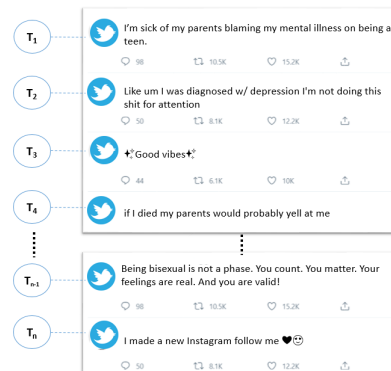 T1
I'm sick of my parents blaming my mental illness on being a
teen.
98 10.5K 15.2K
T2
Like um I was diagnosed w/ depression I'm not doing this
shit for attention
50 8.1K 12.2K
T3
✨Good vibes✨
44 6.1K 10K
T4
if I died my parents would probably yell at me
Tn-1
Being bisexual is not a phase. You count. You matter. Your
feelings are real. And you are valid!
98 10.5K 15.2K
Tn
I made a new Instagram follow me 🖤🙂
50 8.1K 12.2K